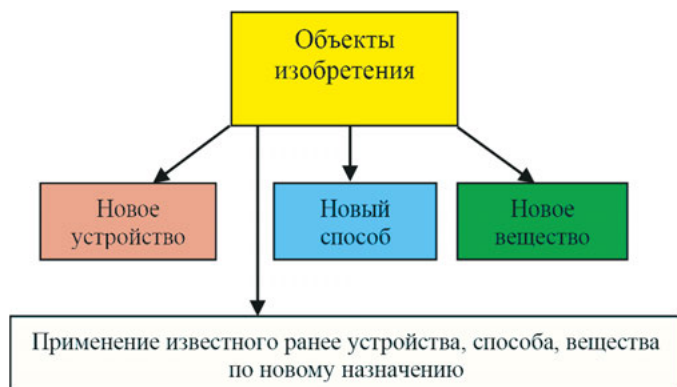 Объекты
изобретения
Новое
устройство
Новый
способ
Новое
вещество
Применение известного ранее устройства, способа, вещества
по новому назначению